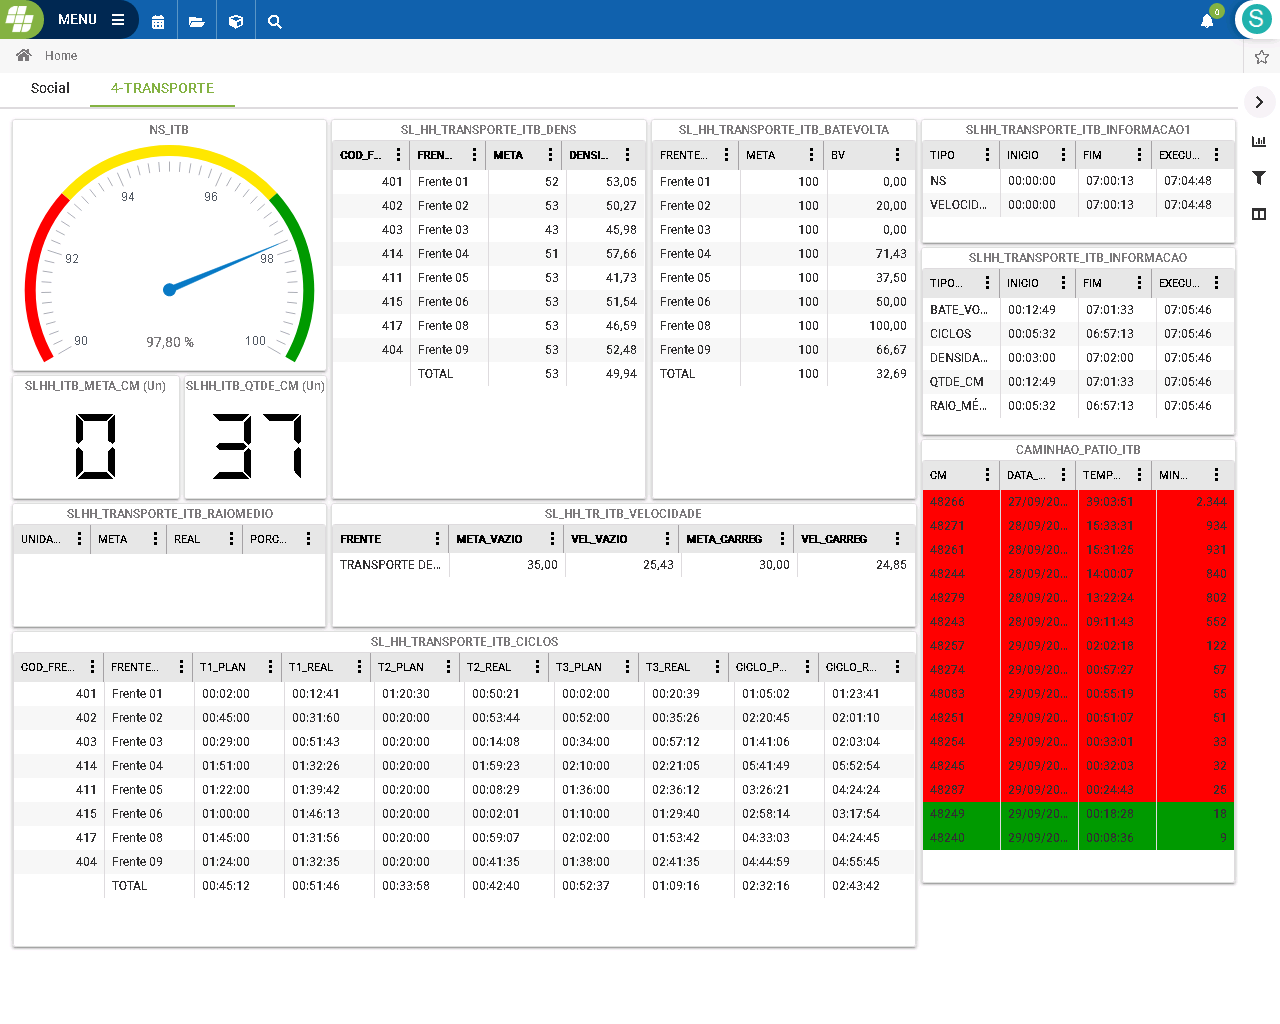 MENU
0
S
Home
Social
4-TRANSPORTE
NS_ITB
90
92
94
96
98
100
97,80 %
SLHH_ITB_META_CM (Un)
0
SLHH_ITB_QTDE_CM (Un)
37
SL_HH_TRANSPORTE_ITB_DENS
COD_F... FREN... META DENSI...
401 Frente 01 52 53,05
402 Frente 02 53 50,27
403 Frente 03 43 45,98
414 Frente 04 51 57,66
411 Frente 05 53 41,73
415 Frente 06 53 51,54
417 Frente 08 53 46,59
404 Frente 09 53 52,48
TOTAL 53 49,94
SL_HH_TRANSPORTE_ITB_BATEVOLTA
FRENTE... META BV
Frente 01 100 0,00
Frente 02 100 20,00
Frente 03 100 0,00
Frente 04 100 71,43
Frente 05 100 37,50
Frente 06 100 50,00
Frente 08 100 100,00
Frente 09 100 66,67
TOTAL 100 32,69
SLHH_TRANSPORTE_ITB_INFORMACAO1
TIPO INICIO FIM EXECU...
NS 00:00:00 07:00:13 07:04:48
VELOCID... 00:00:00 07:00:13 07:04:48
SLHH_TRANSPORTE_ITB_INFORMACAO
TIPO... INICIO FIM EXECU...
BATE_VO... 00:12:49 07:01:33 07:05:46
CICLOS 00:05:32 06:57:13 07:05:46
DENSIDA... 00:03:00 07:02:00 07:05:46
QTDE_CM 00:12:49 07:01:33 07:05:46
RAIO_MÉ... 00:05:32 06:57:13 07:05:46
CAMINHAO_PATIO_ITB
CM DATA_... TEMP... MIN...
48266 27/09/20... 39:03:51 2.344
48271 28/09/20... 15:33:31 934
48261 28/09/20... 15:31:25 931
48244 28/09/20... 14:00:07 840
48273 28/09/20... 13:22:24 802
48243 28/09/20... 09:11:43 552
48257 29/09/20... 02:02:18 122
48274 29/09/20... 00:57:27 57
48083 29/09/20... 00:55:19 55
48251 29/09/20... 00:51:07 51
48254 29/09/20... 00:33:01 33
48245 29/09/20... 00:32:03 32
48287 29/09/20... 00:24:43 25
48249 29/09/20... 00:18:28 18
48240 29/09/20... 00:08:36 9
SLHH_TRANSPORTE_ITB_RAIOMEDIO
UNIDA... META REAL PORC...
SL_HH_TR_ITB_VELOCIDADE
FRENTE META_VAZIO VEL_VAZIO META_CARREG VEL_CARREG
TRANSPORTE DE... 35,00 25,43 30,00 24,85
SL_HH_TRANSPORTE_ITB_CICLOS
COD_FRE... FRENTE... T1_PLAN T1_REAL T2_PLAN T2_REAL T3_PLAN T3_REAL CICLO_P... CICLO_R...
401 Frente 01 00:02:00 00:12:41 01:20:30 00:50:21 00:02:00 00:20:39 01:05:02 01:23:41
402 Frente 02 00:45:00 00:31:60 00:20:00 00:53:44 00:52:00 00:35:26 02:20:45 02:01:10
403 Frente 03 00:29:00 00:51:43 00:20:00 00:14:08 00:34:00 00:57:12 01:41:06 02:03:04
414 Frente 04 01:51:00 01:32:26 00:20:00 01:59:23 02:10:00 02:21:05 05:41:49 05:52:54
411 Frente 05 01:22:00 01:39:42 00:20:00 00:08:29 01:36:00 02:36:12 03:26:21 04:24:24
415 Frente 06 01:00:00 01:46:13 00:20:00 00:02:01 01:10:00 01:29:40 02:58:14 03:17:54
417 Frente 08 01:45:00 01:31:56 00:20:00 00:59:07 02:02:00 01:53:42 04:33:03 04:24:45
404 Frente 09 01:24:00 01:32:35 00:20:00 00:41:35 01:38:00 02:41:35 04:44:59 04:55:45
TOTAL 00:45:12 00:51:46 00:33:58 00:42:40 00:52:37 01:09:16 02:32:16 02:43:42